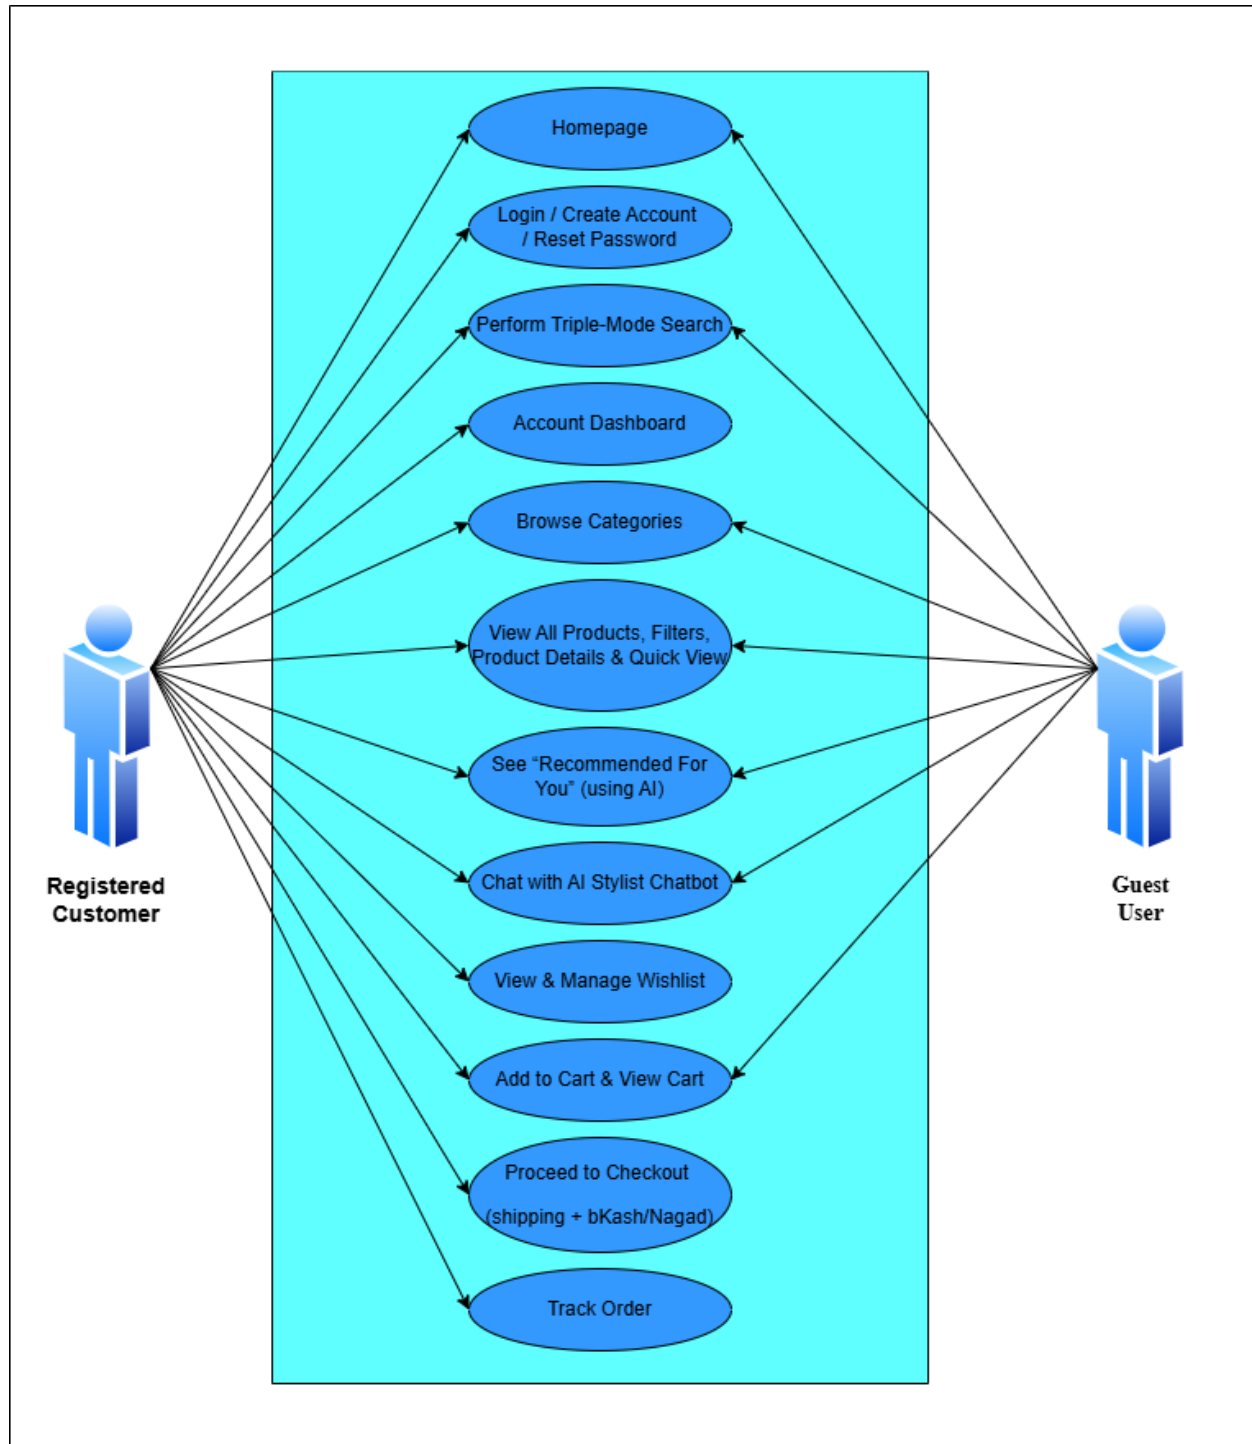 Homepage
Login / Create Account
/ Reset Password
Perform Triple-Mode Search
Account Dashboard
Browse Categories
View All Products, Filters,
Product Details & Quick View
See “Recommended For
You” (using AI)
Chat with AI Stylist Chatbot
View & Manage Wishlist
Add to Cart & View Cart
Proceed to Checkout
(shipping + bKash/Nagad)
Track Order
Registered
Customer
Guest
User